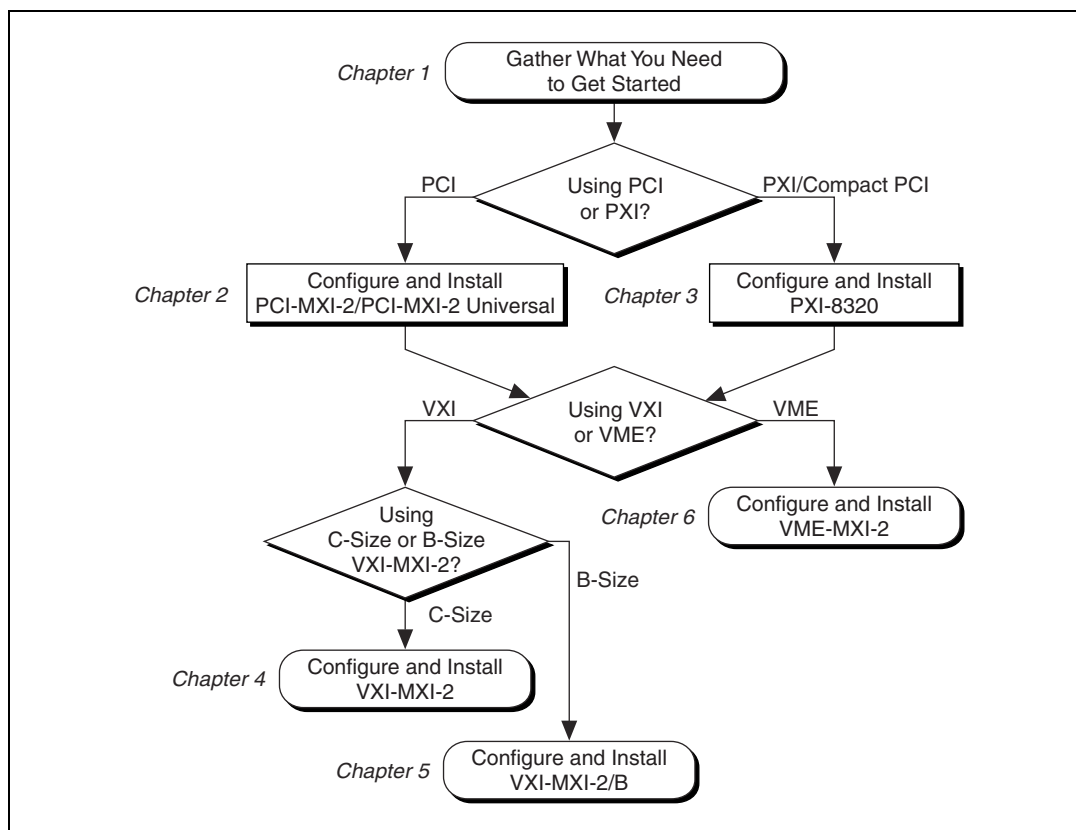 Chapter 1
Gather What You Need
to Get Started
PCI
Using PCI
or PXI?
PXI/Compact PCI
Chapter 2
Configure and Install
PCI-MXI-2/PCI-MXI-2 Universal
Chapter 3
Configure and Install
PXI-8320
VXI
Using VXI
or VME?
VME
Using
C-Size or B-Size
VXI-MXI-2?
Chapter 6
Configure and Install
VME-MXI-2
B-Size
C-Size
Chapter 4
Configure and Install
VXI-MXI-2
Chapter 5
Configure and Install
VXI-MXI-2/B